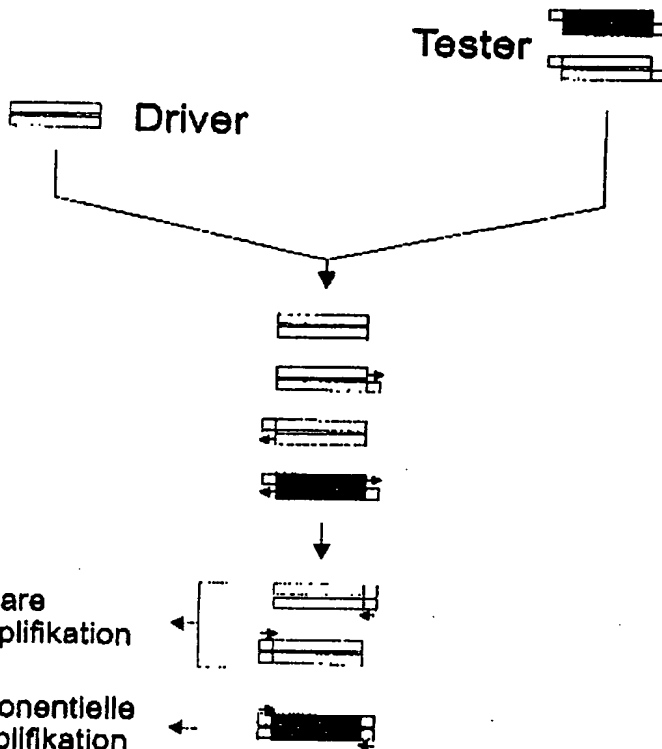 Tester
Driver
are
plifikation
onentielle
plifikation